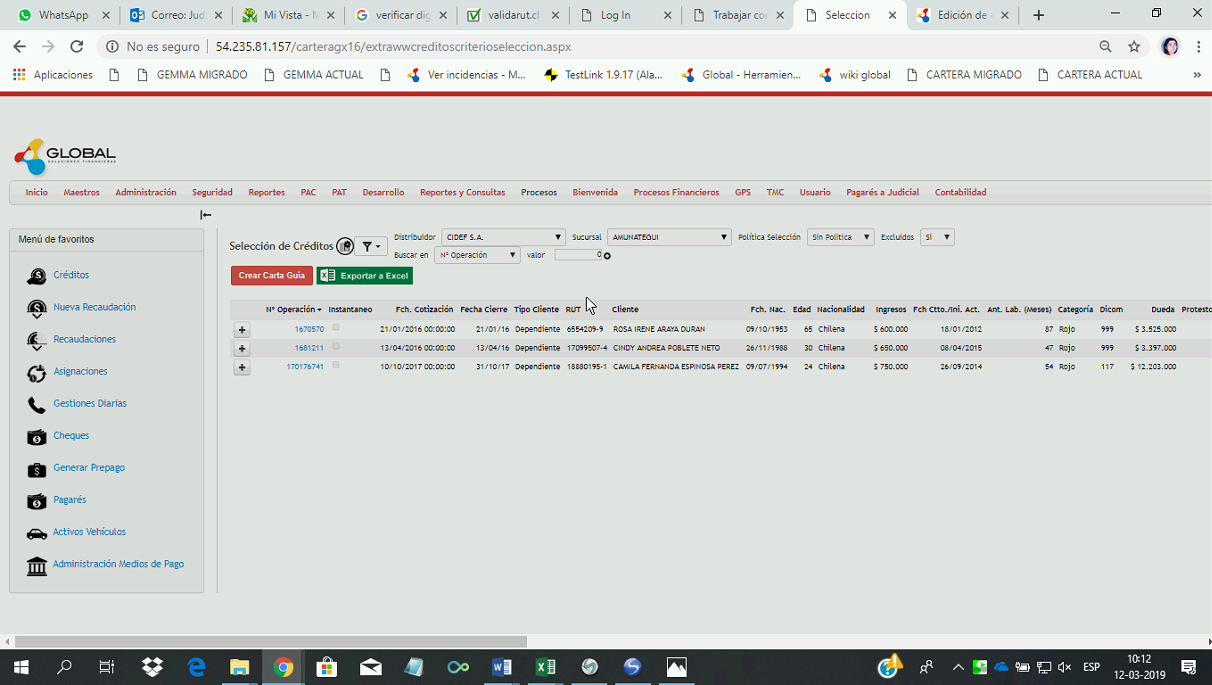 WhatsApp Correo: Jud Mi Vista - M verificar dig validarut.cl Log In Trabajar co Seleccion Edición de
No es seguro 54.235.81.157/carteragx16/extrawwcreditoscriterioseleccion.aspx
Aplicaciones GEMMA MIGRADO GEMMA ACTUAL Ver incidencias - M... TestLink 1.9.17 (Ala... Global - Herramien... wiki global CARTERA MIGRADO CARTERA ACTUAL »
GLOBAL
SOLUCIONES FINANCIERAS
Inicio Maestros Administración Seguridad Reportes PAC PAT Desarrollo Reportes y Consultas Procesos Bienvenida Procesos Financieros GPS TMC Usuario Pagarés a Judicial Contabilidad
Menú de favoritos
Créditos
Nueva Recaudación
Recaudaciones
Asignaciones
Gestiones Diarias
Cheques
Generar Prepago
Pagarés
Activos Vehículos
Administración Medios de Pago
Selección de Créditos
Distribuidor CIDEF S.A. Sucursal AMUNATEGUI Política Selección Sin Política Excluidos Si
Buscar en N° Operación valor 0
Crear Carta Guía Exportar a Excel
N° Operación Instantaneo Fch. Cotización Fecha Cierre Tipo Cliente RUT Cliente Fch. Nac. Edad Nacionalidad Ingresos Fch Ctto./Ini. Act. Ant. Lab. (Meses) Categoría Dicom Dueda Protesto
+ 1670570 21/01/2016 00:00:00 21/01/16 Dependiente 6554209-9 ROSA IRENE ARAYA DURAN 09/10/1953 65 Chilena $ 600.000 18/01/2012 87 Rojo 999 $ 3.525.000
+ 1681211 13/04/2016 00:00:00 13/04/16 Dependiente 17099507-4 CINDY ANDREA POBLETE NETO 26/11/1988 30 Chilena $ 650.000 08/04/2015 47 Rojo 999 $ 3.397.000
+ 170176741 10/10/2017 00:00:00 31/10/17 Dependiente 18880195-1 CAMILA FERNANDA ESPINOSA PEREZ 09/07/1994 24 Chilena $ 750.000 26/09/2014 54 Rojo 117 $ 12.203.000
ESP
10:12
12-03-2019